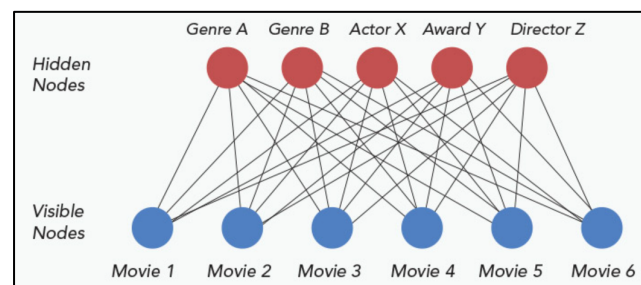 Genre A Genre B Actor X Award Y Director Z
Hidden
Nodes
Visible
Nodes
Movie 1 Movie 2 Movie 3 Movie 4 Movie 5 Movie 6